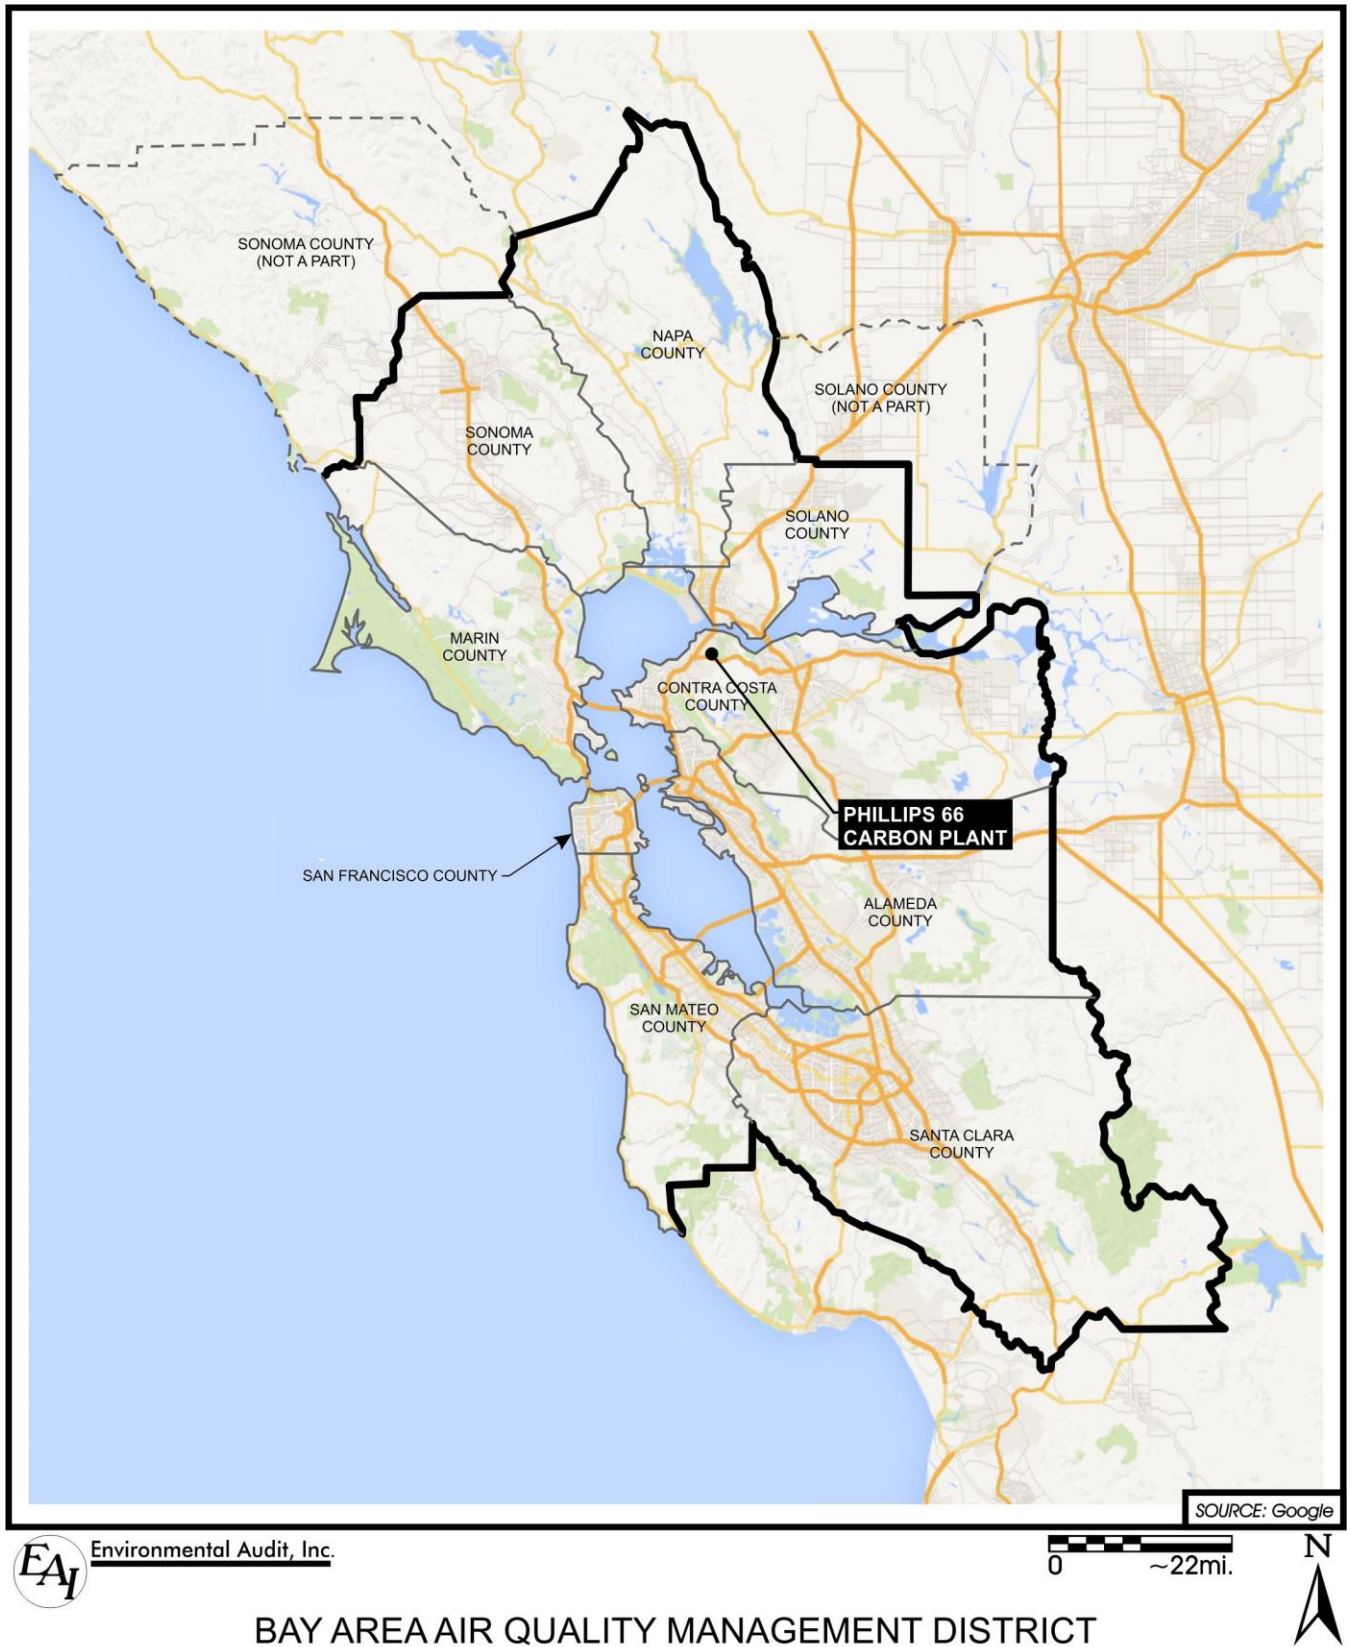 SONOMA COUNTY
(NOT A PART)
NAPA
COUNTY
SOLANO COUNTY
(NOT A PART)
SONOMA
COUNTY
SOLANO
COUNTY
MARIN
COUNTY
CONTRA COSTA
COUNTY
PHILLIPS 66
CARBON PLANT
SAN FRANCISCO COUNTY
ALAMEDA
COUNTY
SAN MATEO
COUNTY
SANTA CLARA
COUNTY
SOURCE: Google
EAI
Environmental Audit, Inc.
0 ~22mi.
N
BAY AREA AIR QUALITY MANAGEMENT DISTRICT